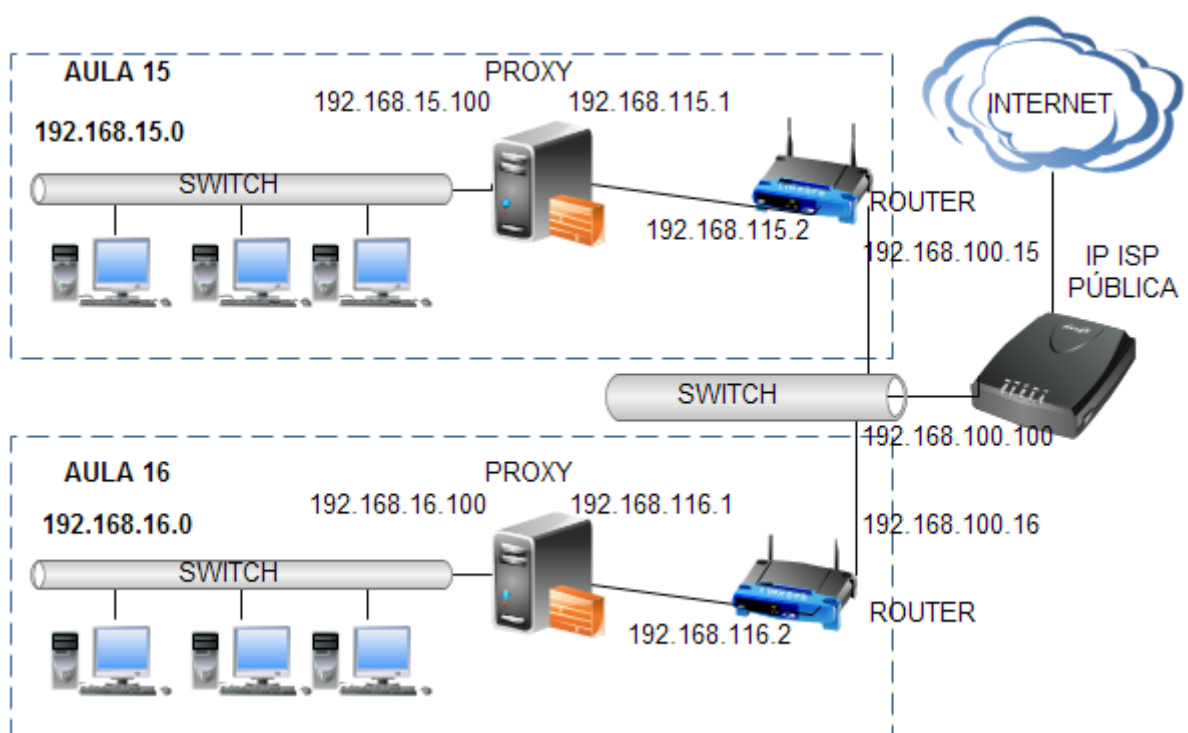 AULA 15
PROXY
192.168.15.100
192.168.115.1
192.168.15.0
SWITCH
192.168.115.2
ROUTER
192.168.100.15
INTERNET
IP ISP
PÚBLICA
SWITCH
192.168.100.100
AULA 16
PROXY
192.168.16.100
192.168.116.1
192.168.16.0
192.168.100.16
SWITCH
192.168.116.2
ROUTER